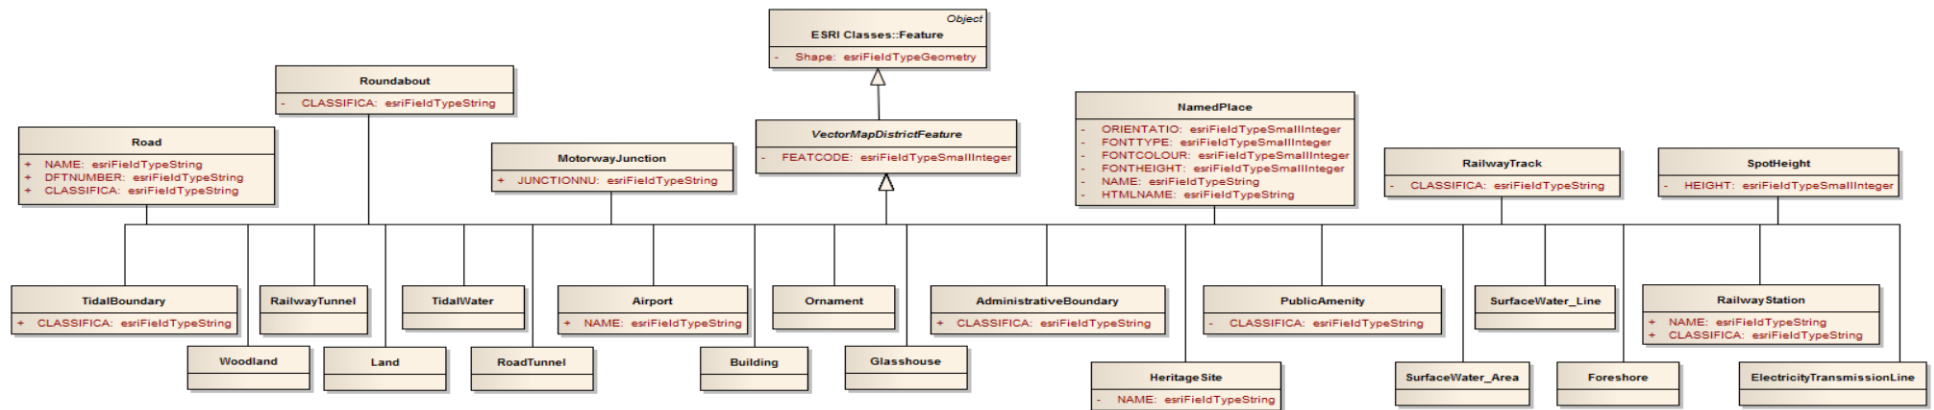 Object
ESRI Classes::Feature
- Shape: esriFieldTypeGeometry
Roundabout
- CLASSIFICA: esriFieldTypeString
Road
+ NAME: esriFieldTypeString
+ DFTNUMBER: esriFieldTypeString
+ CLASSIFICA: esriFieldTypeString
MotorwayJunction
+ JUNCTIONNU: esriFieldTypeString
VectorMapDistrictFeature
- FEATCODE: esriFieldTypeSmallInteger
NamedPlace
- ORIENTATIO: esriFieldTypeSmallInteger
- FONTTYPE: esriFieldTypeSmallInteger
- FONTCOLOUR: esriFieldTypeSmallInteger
- FONTHEIGHT: esriFieldTypeSmallInteger
- NAME: esriFieldTypeString
- HTMLNAME: esriFieldTypeString
RailwayTrack
- CLASSIFICA: esriFieldTypeString
SpotHeight
- HEIGHT: esriFieldTypeSmallInteger
TidalBoundary
+ CLASSIFICA: esriFieldTypeString
RailwayTunnel
TidalWater
Airport
+ NAME: esriFieldTypeString
Ornament
AdministrativeBoundary
+ CLASSIFICA: esriFieldTypeString
PublicAmenity
- CLASSIFICA: esriFieldTypeString
SurfaceWater_Line
RailwayStation
+ NAME: esriFieldTypeString
+ CLASSIFICA: esriFieldTypeString
Woodland
Land
RoadTunnel
Building
Glasshouse
HeritageSite
- NAME: esriFieldTypeString
SurfaceWater_Area
Foreshore
ElectricityTransmissionLine